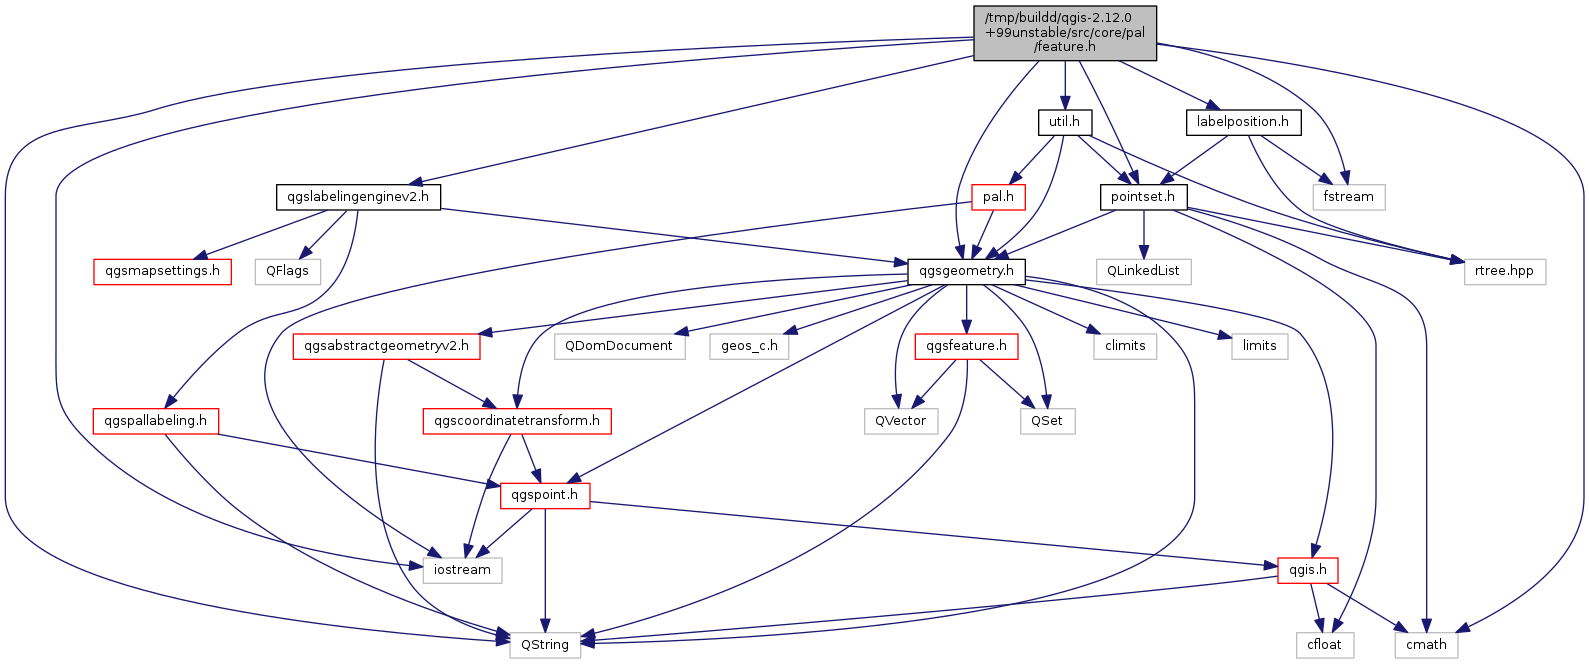 /tmp/buildd/qgis-2.12.0
+99unstable/src/core/pal
/feature.h
util.h
labelposition.h
qgslabelingenginev2.h
pal.h
pointset.h
fstream
qgsmapsettings.h
QFlags
qgsgeometry.h
QLinkedList
rtree.hpp
qgsabstractgeometryv2.h
QDomDocument
geos_c.h
qgsfeature.h
climits
limits
qgspallabeling.h
qgscoordinatetransform.h
QVector
QSet
qgspoint.h
iostream
qgis.h
QString
cfloat
cmath